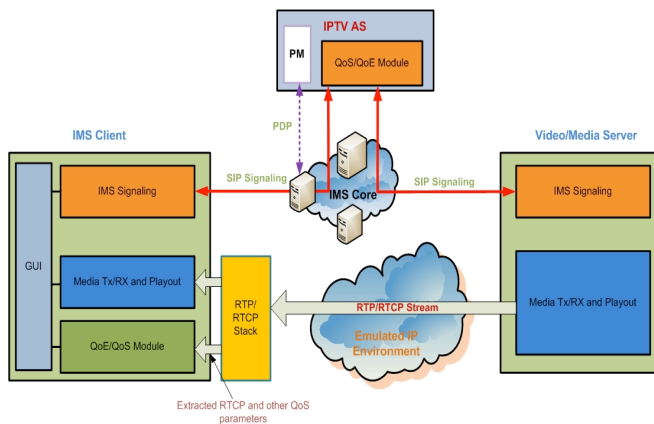 IPTV AS
PM
QoS/QoE Module
PDP
IMS Client
Video/Media Server
IMS Signaling
SIP Signaling
IMS Core
SIP Signaling
IMS Signaling
GUI
Media Tx/RX and Playout
RTP/
RTCP
Stack
RTP/RTCP Stream
Media Tx/RX and Playout
Emulated IP
Environment
QoE/QoS Module
Extracted RTCP and other QoS
parameters